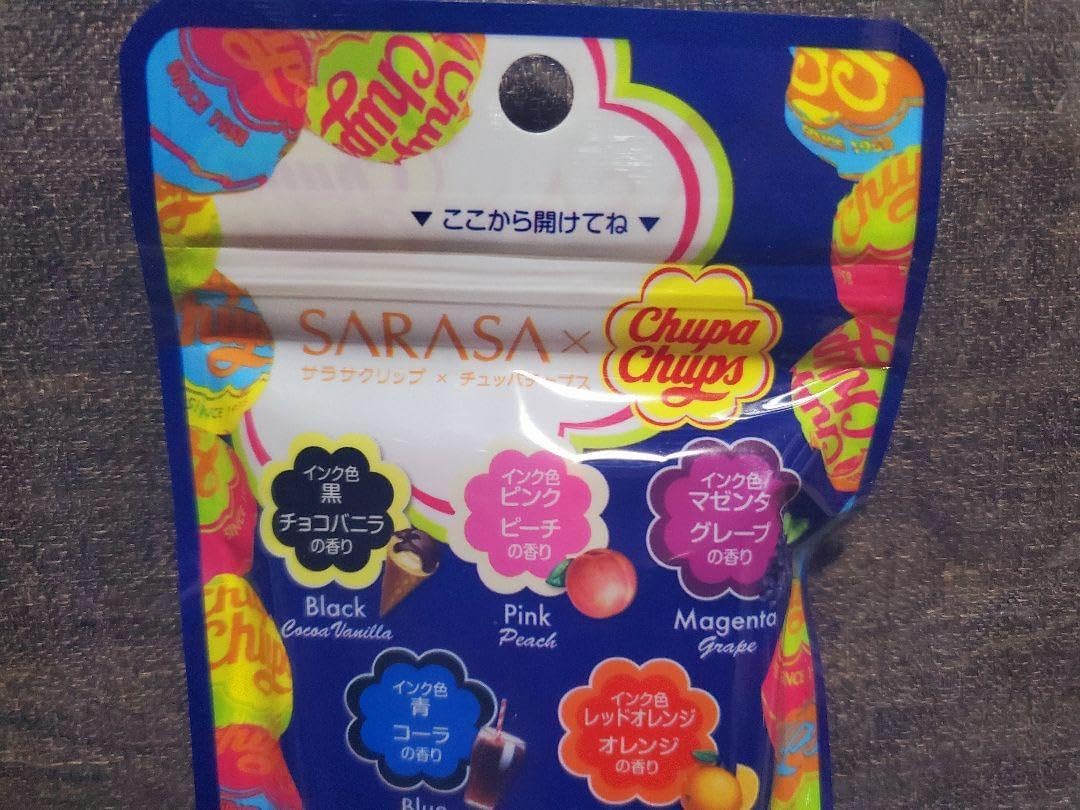 ▼ ここから開けてね ▼
SARASA × Chupa Chups
サラサクリップ × チュッパチャプス
インク色
黒
チョコバニラ
の香り
Black
Cocoa Vanilla
インク色
ピンク
ピーチ
の香り
Pink
Peach
インク色
マゼンタ
グレープ
の香り
Magenta
Grape
インク色
青
コーラ
の香り
Blue
インク色
レッドオレンジ
オレンジ
の香り